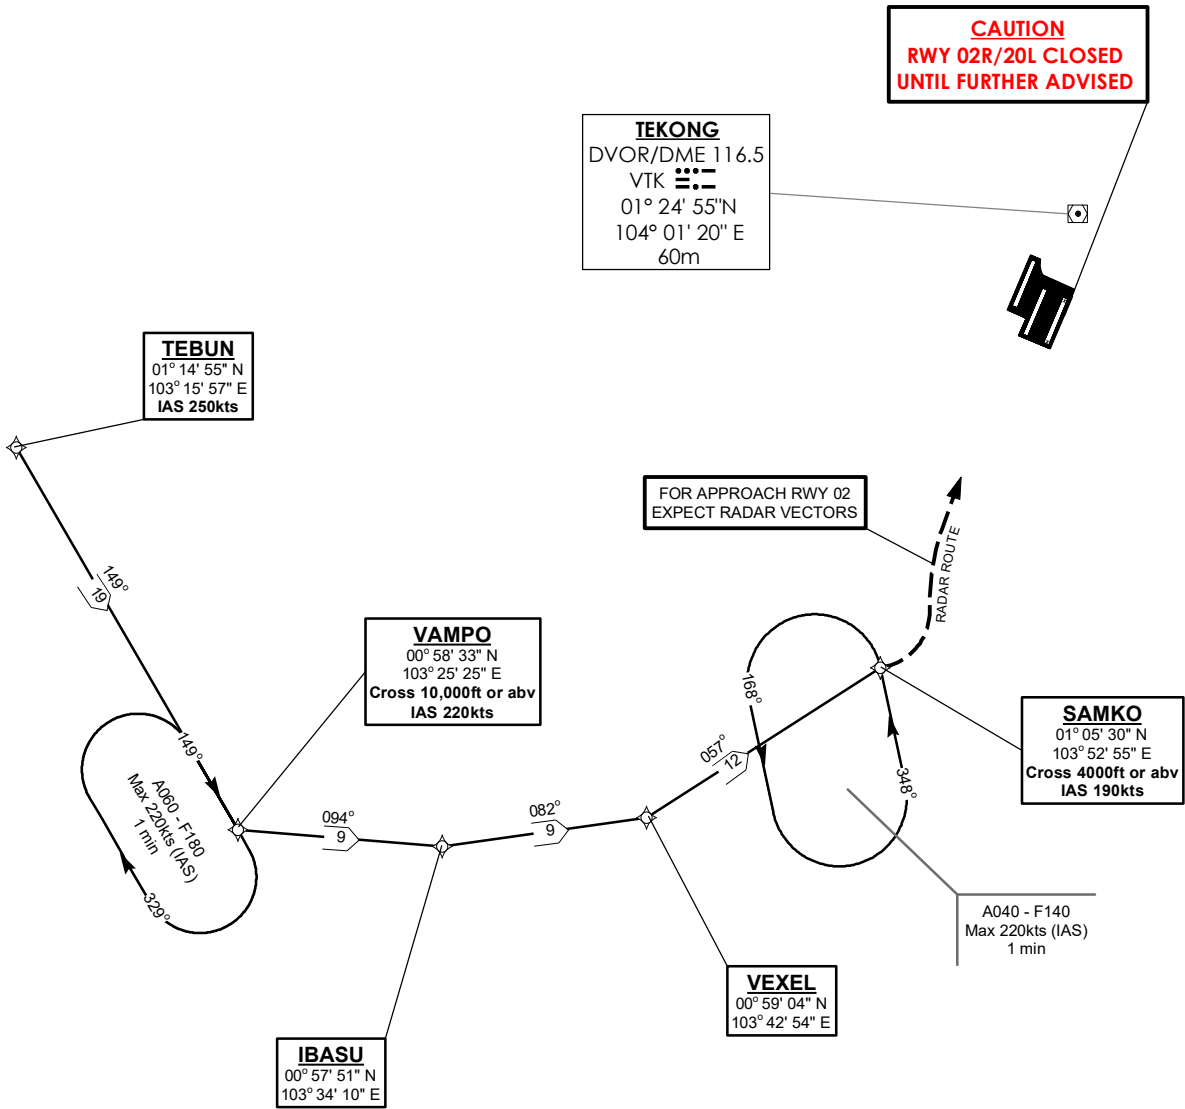 CAUTION
RWY 02R/20L CLOSED
UNTIL FURTHER ADVISED
TEKONG
DVOR/DME 116.5
VTK
01° 24' 55"N
104° 01' 20" E
60m
TEBUN
01° 14' 55" N
103° 15' 57" E
IAS 250kts
149°
19
FOR APPROACH RWY 02
EXPECT RADAR VECTORS
RADAR ROUTE
VAMPO
00° 58' 33" N
103° 25' 25" E
Cross 10,000ft or abv
IAS 220kts
149°
A060 - F180
Max 220kts (IAS)
1 min
329°
094°
9
082°
9
057°
12
168°
348°
SAMKO
01° 05' 30" N
103° 52' 55" E
Cross 4000ft or abv
IAS 190kts
A040 - F140
Max 220kts (IAS)
1 min
VEXEL
00° 59' 04" N
103° 42' 54" E
IBASU
00° 57' 51" N
103° 34' 10" E